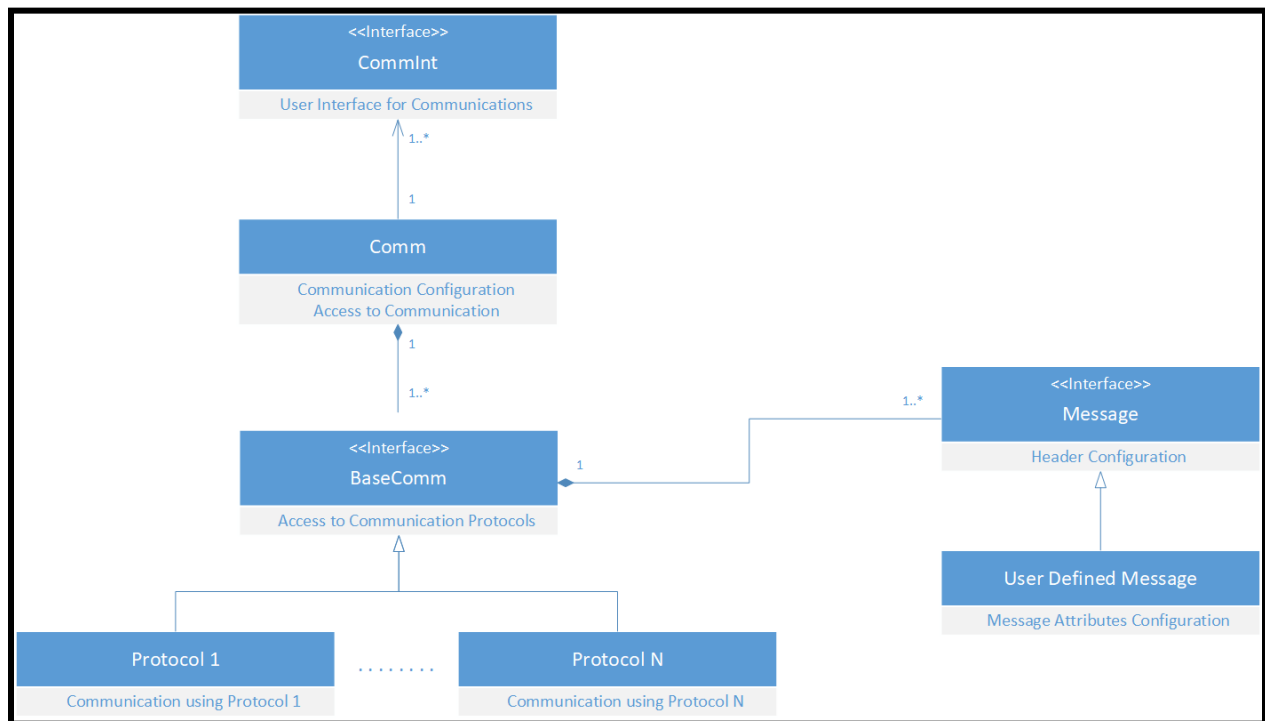 <<Interface>>
CommInt
User Interface for Communications
1..*
1
Comm
Communication Configuration
Access to Communication
1
1..*
<<Interface>>
BaseComm
Access to Communication Protocols
1
1..*
<<Interface>>
Message
Header Configuration
User Defined Message
Message Attributes Configuration
Protocol 1
Communication using Protocol 1
. . . . . . . .
Protocol N
Communication using Protocol N